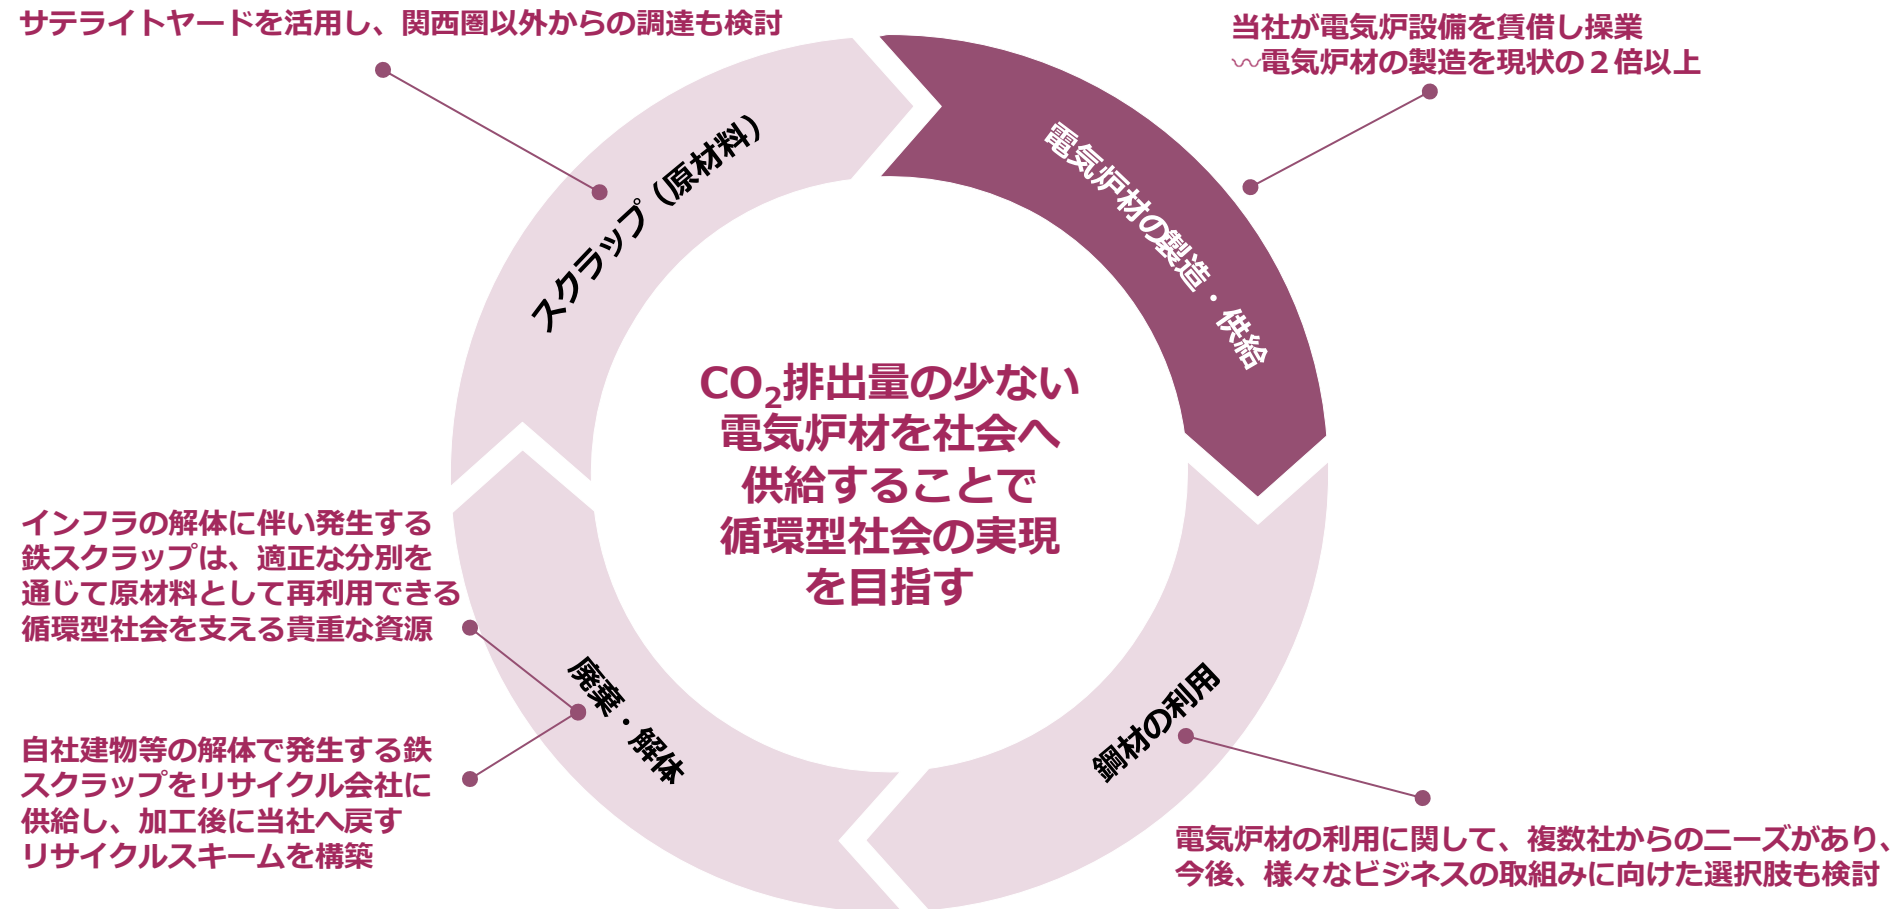 サテライトヤードを活用し、関西圏以外からの調達も検討
当社が電気炉設備を賃借し操業
〰電気炉材の製造を現状の２倍以上
スクラップ（原材料）
電気炉材の製造・供給
CO₂排出量の少ない
電気炉材を社会へ
供給することで
循環型社会の実現
を目指す
インフラの解体に伴い発生する
鉄スクラップは、適正な分別を
通じて原材料として再利用できる
循環型社会を支える貴重な資源
廃棄・解体
鋼材の利用
自社建物等の解体で発生する鉄
スクラップをリサイクル会社に
供給し、加工後に当社へ戻す
リサイクルスキームを構築
電気炉材の利用に関して、複数社からのニーズがあり、
今後、様々なビジネスの取組みに向けた選択肢も検討